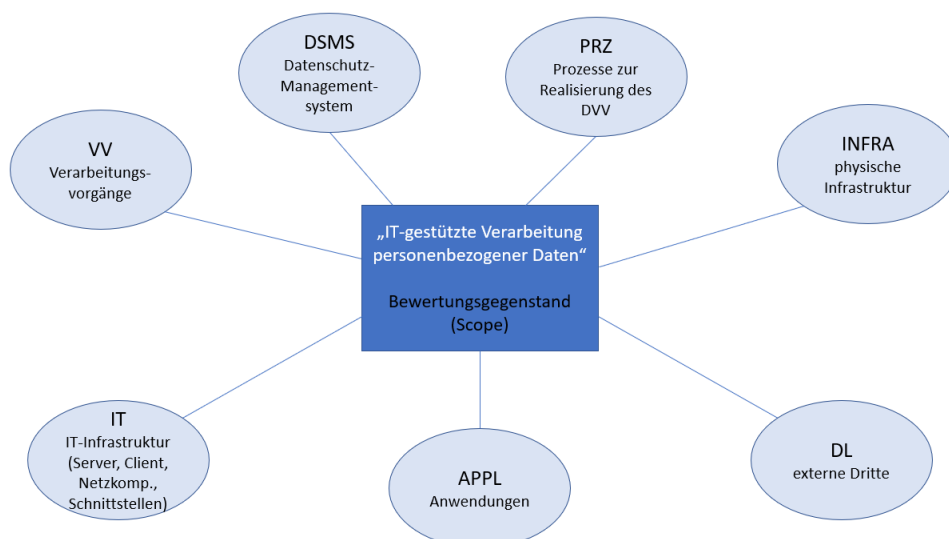 DSMS
Datenschutz-
Management-
system
PRZ
Prozesse zur
Realisierung des
DVV
VV
Verarbeitungs-
vorgänge
INFRA
physische
Infrastruktur
„IT-gestützte Verarbeitung
personenbezogener Daten“
Bewertungsgegenstand
(Scope)
IT
IT-Infrastruktur
(Server, Client,
Netzkomp.,
Schnittstellen)
APPL
Anwendungen
DL
externe Dritte